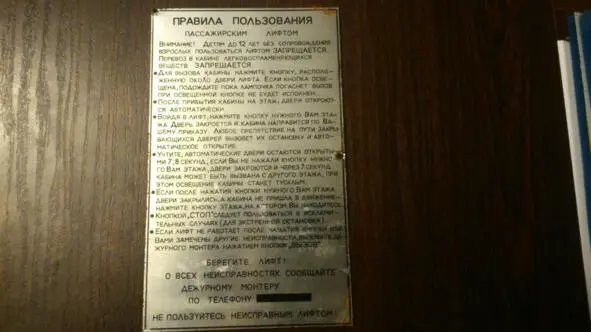 ПРАВИЛА ПОЛЬЗОВАНИЯ
ПАССАЖИРСКИМ ЛИФТОМ
ВНИМАНИЕ! ДЕТЯМ ДО 12 ЛЕТ БЕЗ СОПРОВОЖДЕНИЯ
ВЗРОСЛЫХ ПОЛЬЗОВАТЬСЯ ЛИФТОМ ЗАПРЕЩАЕТСЯ.
ПЕРЕВОЗ В КАБИНЕ ЛЕГКОВОСПЛАМЕНЯЮЩИХСЯ
ВЕЩЕСТВ ЗАПРЕЩАЕТСЯ.
• ДЛЯ ВЫЗОВА КАБИНЫ НАЖМИТЕ КНОПКУ, РАСПОЛО-
ЖЕННУЮ ОКОЛО ДВЕРИ ЛИФТА. ЕСЛИ КНОПКА ОСВЕ-
ЩЕНА, ПОДОЖДИТЕ ПОКА ЛАМПОЧКА ПОГАСНЕТ ВЫЗОВ
ПРИ ОСВЕЩЕННОЙ КНОПКЕ НЕ БУДЕТ ИСПОЛНЕН.
• ПОСЛЕ ПРИБЫТИЯ КАБИНЫ НА ЭТАЖ, ДВЕРИ ОТКРОЮТ-
СЯ АВТОМАТИЧЕСКИ.
• ВОЙДЯ В ЛИФТ, НАЖМИТЕ КНОПКУ НУЖНОГО ВАМ ЭТА-
ЖА. ДВЕРЬ ЗАКРОЕТСЯ И КАБИНА НАПРАВИТСЯ ПО ВА-
ШЕМУ ПРИКАЗУ. ЛЮБОЕ ПРЕПЯТСТВИЕ НА ПУТИ ЗАКРЫ-
ВАЮЩИХСЯ ДВЕРЕЙ ВЫЗОВЕТ ИХ ОСТАНОВКУ И АВТО-
МАТИЧЕСКОЕ ОТКРЫТИЕ.
• УЧТИТЕ, АВТОМАТИЧЕСКИЕ ДВЕРИ ОСТАЮТСЯ ОТКРЫТЫ-
МИ 7,8 СЕКУНД; ЕСЛИ ВЫ НЕ НАЖАЛИ КНОПКУ НУЖНО-
ГО ВАМ ЭТАЖА, ДВЕРИ ЗАКРОЮТСЯ И ЧЕРЕЗ 7 СЕКУНД
КАБИНА МОЖЕТ БЫТЬ ВЫЗВАНА С ДРУГОГО ЭТАЖА, ПРИ
ЭТОМ ОСВЕЩЕНИЕ КАБИНЫ СТАНЕТ ТУСКЛЫМ.
• ЕСЛИ ПОСЛЕ НАЖАТИЯ КНОПКИ НУЖНОГО ВАМ ЭТАЖА
ДВЕРИ ЗАКРЫЛИСЬ, А КАБИНА НЕ ПРИШЛА В ДВИЖЕНИЕ-
НАЖМИТЕ КНОПКУ ЭТАЖА, НА КОТОРОМ ВЫ НАХОДИТЕСЬ.
• КНОПКОЙ „СТОП" СЛЕДУЕТ ПОЛЬЗОВАТЬСЯ В ИСКЛЮЧИ-
ТЕЛЬНЫХ СЛУЧАЯХ (ДЛЯ ЭКСТРЕННОЙ ОСТАНОВКИ).
• ЕСЛИ ЛИФТ НЕ РАБОТАЕТ ПОСЛЕ НАЖАТИЯ КНОПКИ ИЛИ
ВАМИ ЗАМЕЧЕНЫ ДРУГИЕ НЕИСПРАВНОСТИ, ВЫЗОВИТЕ ДЕ-
ЖУРНОГО МОНТЕРА НАЖАТИЕМ КНОПКИ „ВЫЗОВ".
БЕРЕГИТЕ ЛИФТ!
О ВСЕХ НЕИСПРАВНОСТЯХ СООБЩАЙТЕ
ДЕЖУРНОМУ МОНТЕРУ
ПО ТЕЛЕФОНУ
НЕ ПОЛЬЗУЙТЕСЬ НЕИСПРАВНЫМ ЛИФТОМ!